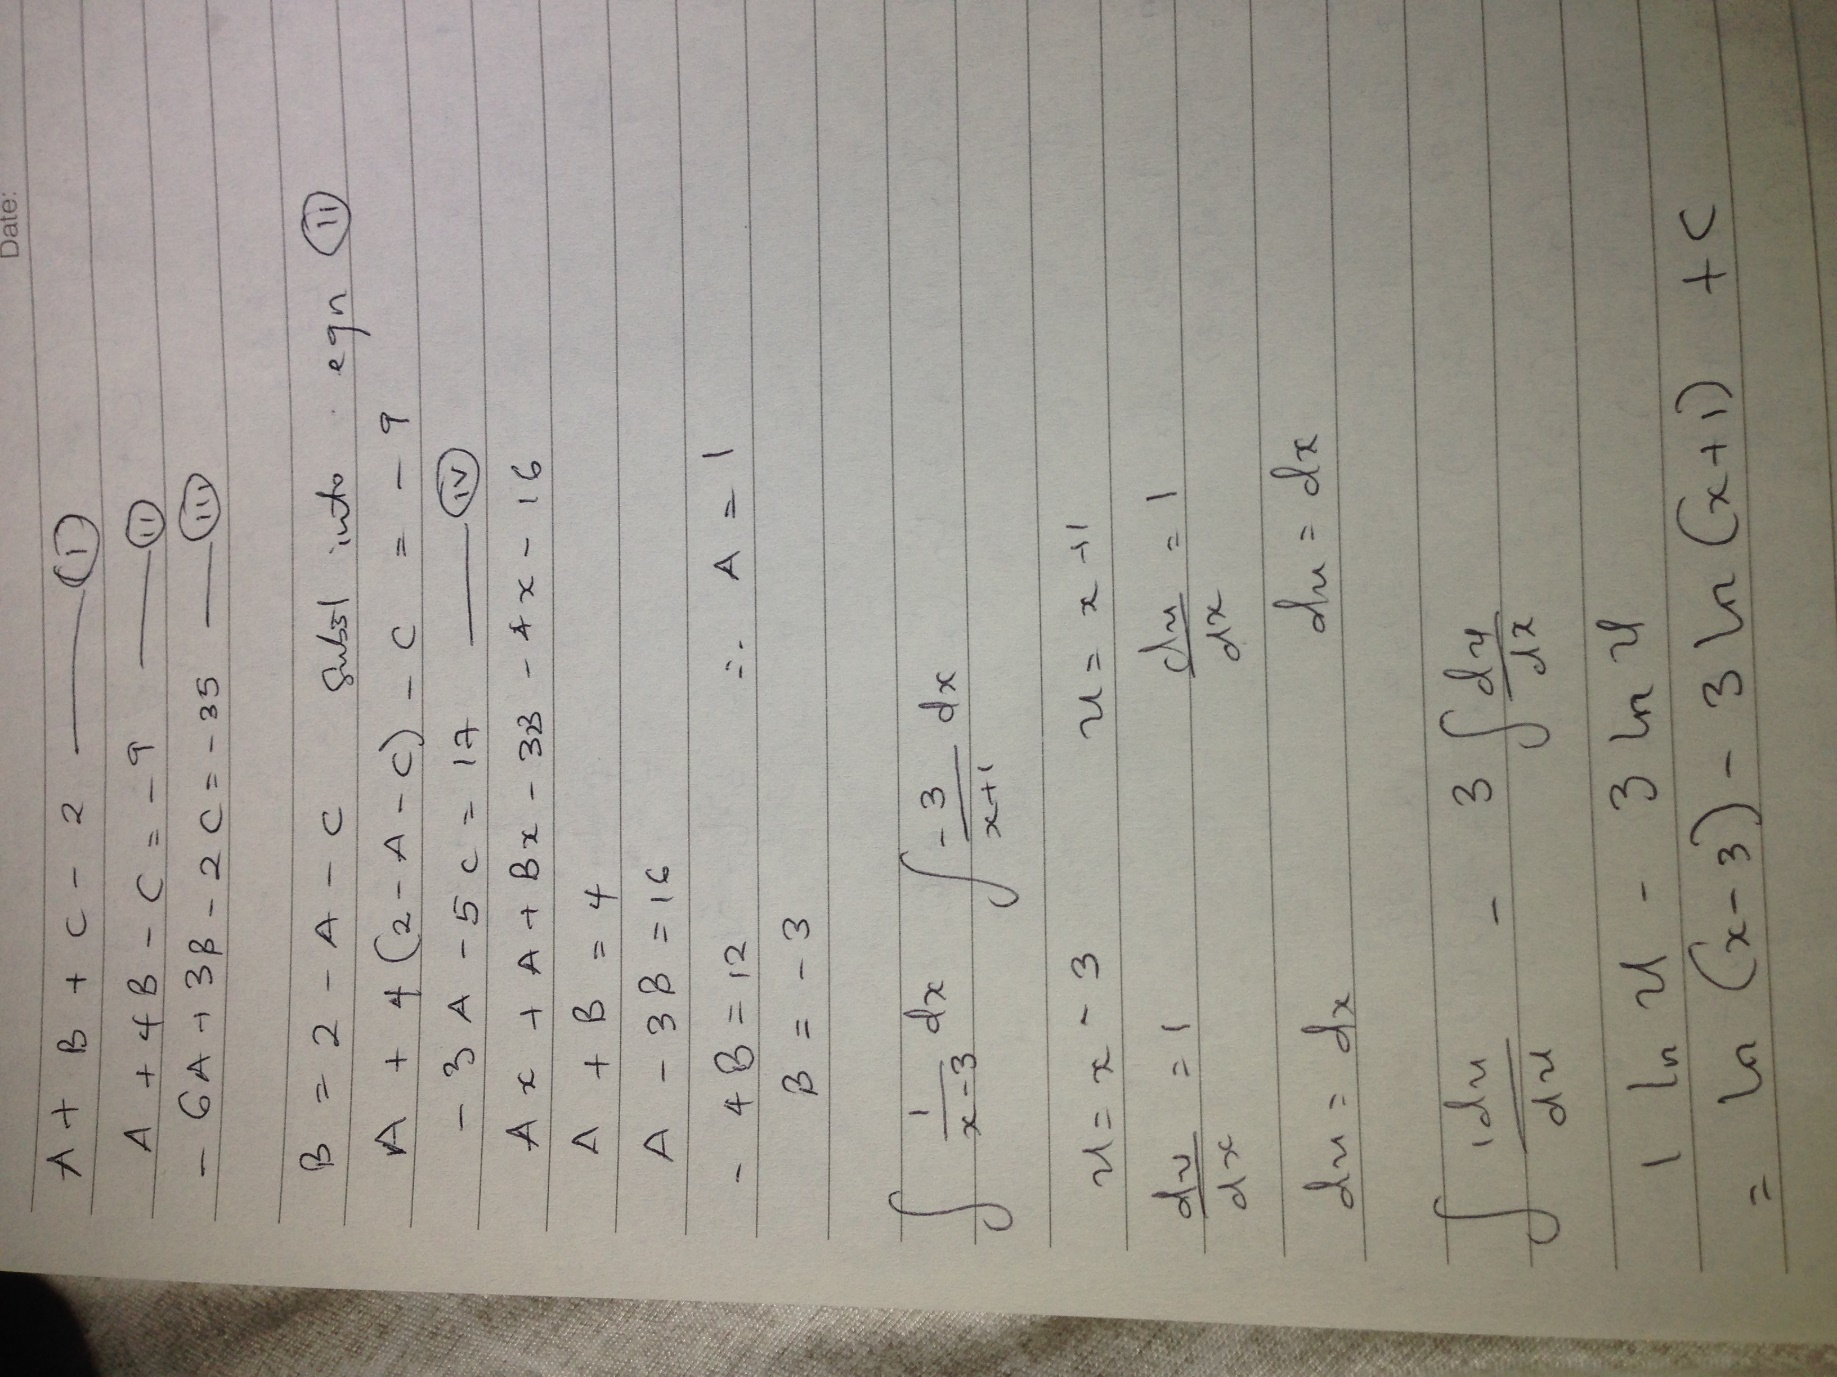 Date:
A + B + C - 2 —— (i)
A + 4B - C = - 9 —— (ii)
- 6A + 3B - 2C = - 35 —— (iii)
B = 2 - A - C Subst into eqn (ii)
A + 4(2 - A - C) - C = - 9
- 3A - 5C = 17 —— (iv)
Ax + A + Bx - 3B - 4x - 16
A + B = 4
A - 3B = 16
- 4B = 12 ∴ A = 1
B = - 3
∫ 1/(x-3) dx ∫ -3/(x+1) dx
u = x - 3 u = x + 1
du/dx = 1 du/dx = 1
du = dx du = dx
∫ 1du/du - 3 ∫ du/dx
1 ln u - 3 ln u
= ln (x-3) - 3 ln (x+1) + C